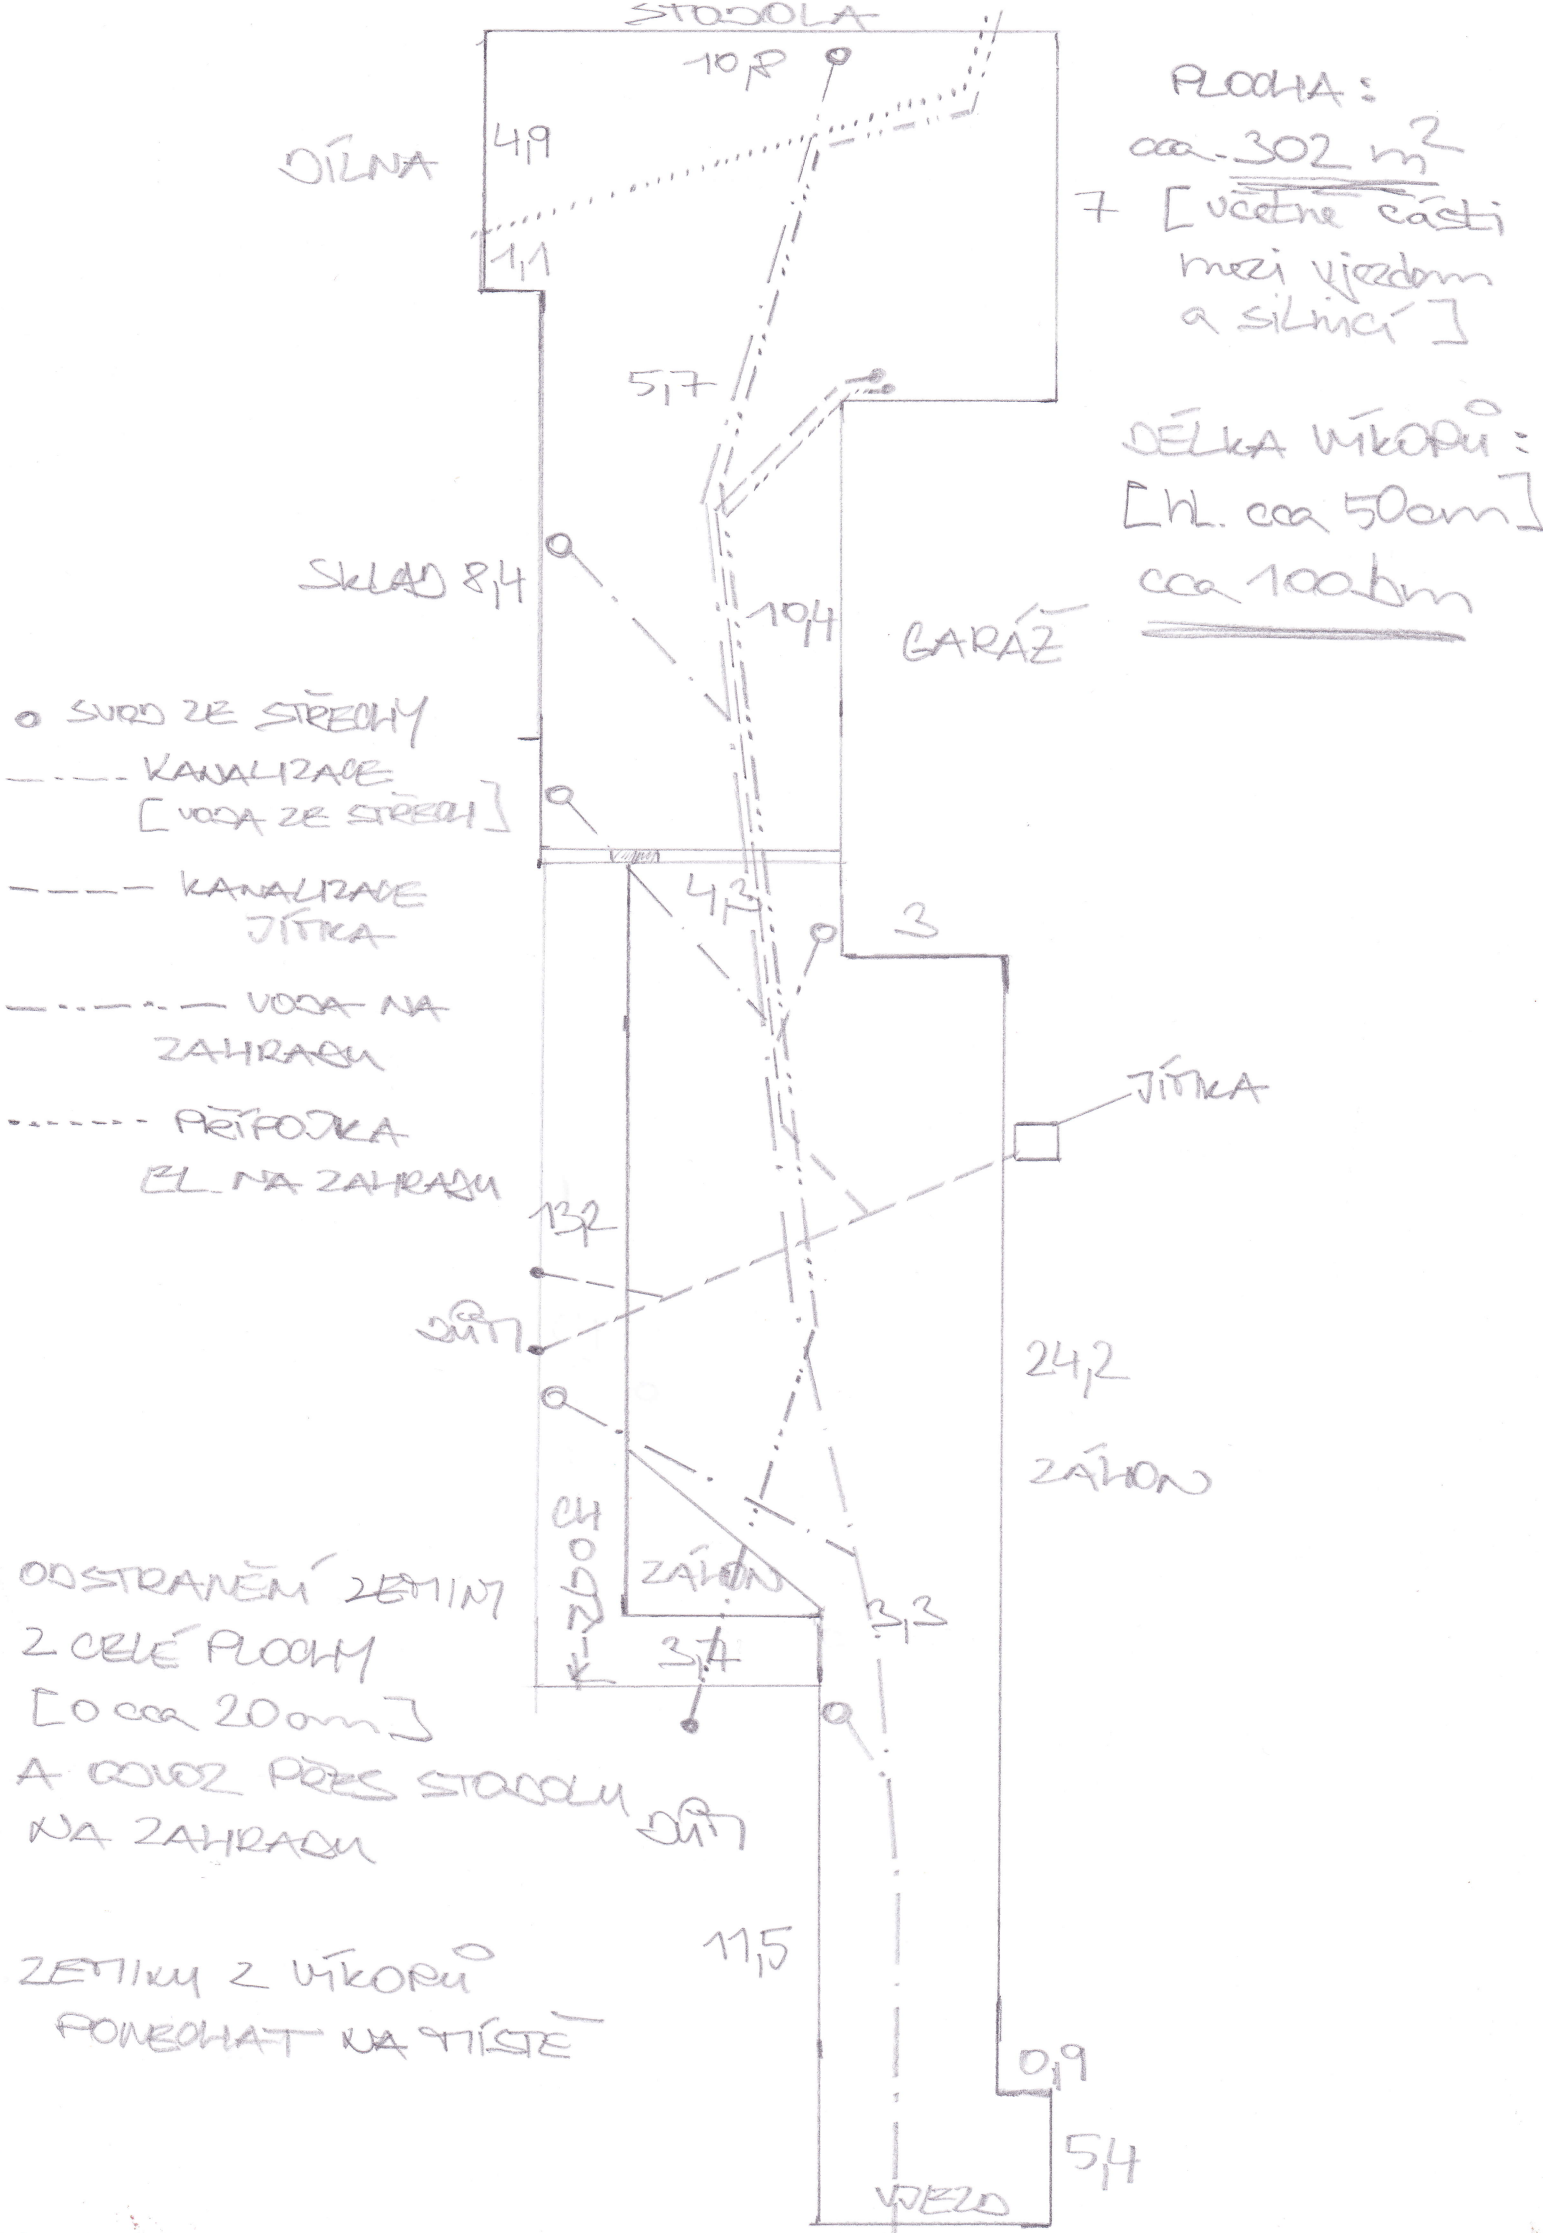 STODOLA
10,8
PLOCHA:
cca 302 m²
[včetně části
mezi vjezdem
a silnicí]
DÍLNA
4,9
1,1
7
5,7
DÉLKA VÝKOPŮ:
[hl. cca 50cm]
cca 100 bm
SKLAD 8,4
10,4
GARÁŽ
SVOD ZE STŘECHY
KANALIZACE
[VODA ZE STŘECH]
KANALIZACE
JÍMKA
VODA NA
ZAHRADU
PŘÍPOJKA
EL. NA ZAHRADU
4,3
3
JÍMKA
13,2
DŮM
24,2
ZÁHON
CH
ZÁHON
3,3
ODSTRANĚNÍ ZEMINY
Z CELÉ PLOCHY
[O cca 20cm]
A ODVOZ PŘES STODOLU
NA ZAHRADU
DŮM
11,5
ZEMINU Z VÝKOPŮ
PONECHAT NA MÍSTĚ
0,9
5,4
VJEZD